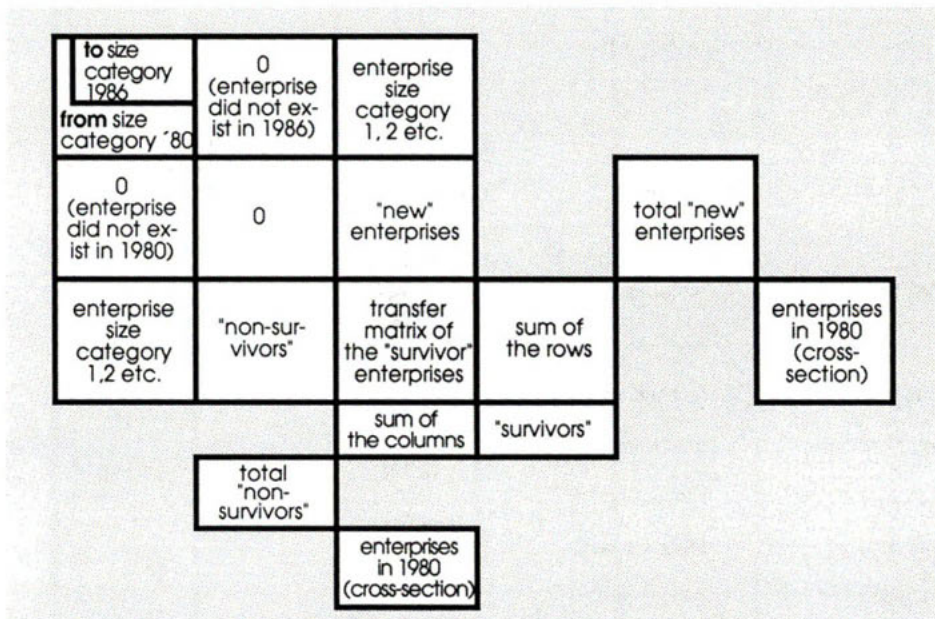 to size
category
1986
from size
category ´80
0
(enterprise
did not ex-
ist in 1986)
enterprise
size
category
1, 2 etc.
0
(enterprise
did not ex-
ist in 1980)
0
"new"
enterprises
total "new"
enterprises
enterprise
size
category
1,2 etc.
"non-sur-
vivors"
transfer
matrix of
the "survivor"
enterprises
sum of
the rows
enterprises
in 1980
(cross-
section)
sum of
the columns
"survivors"
total
"non-
survivors"
enterprises
in 1980
(cross-section)